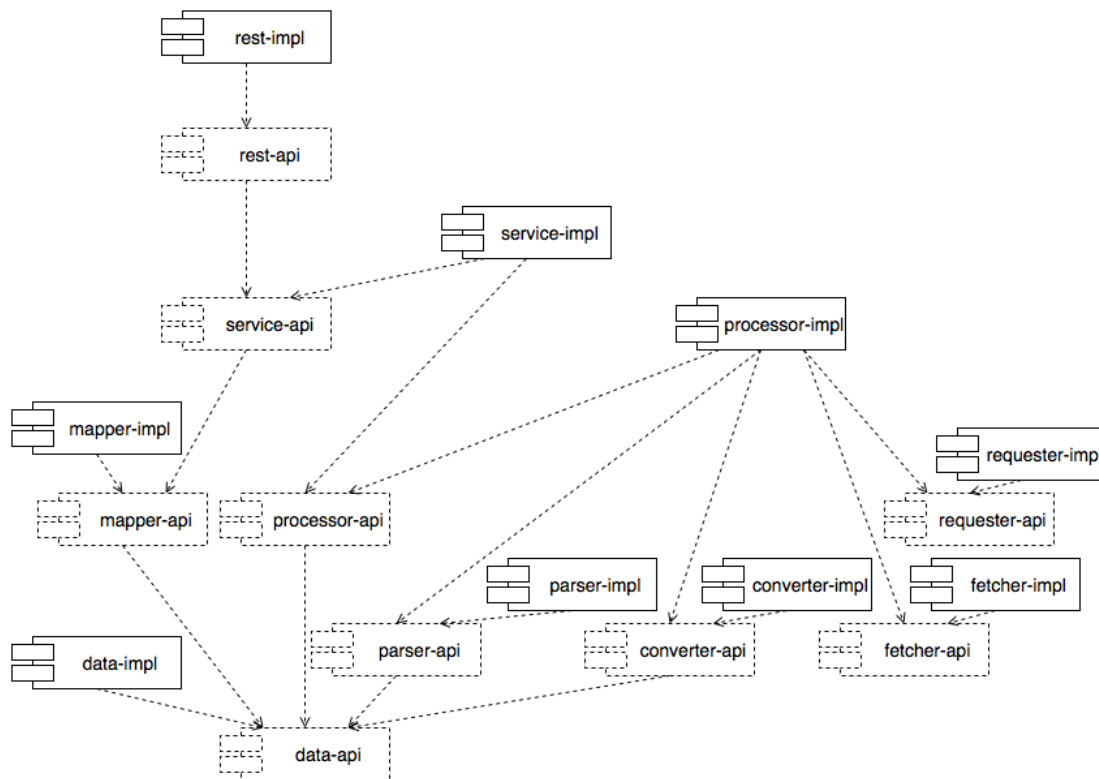 rest-impl
rest-api
service-impl
service-api
processor-impl
mapper-impl
requester-impl
mapper-api
processor-api
requester-api
parser-impl
converter-impl
fetcher-impl
parser-api
converter-api
fetcher-api
data-impl
data-api